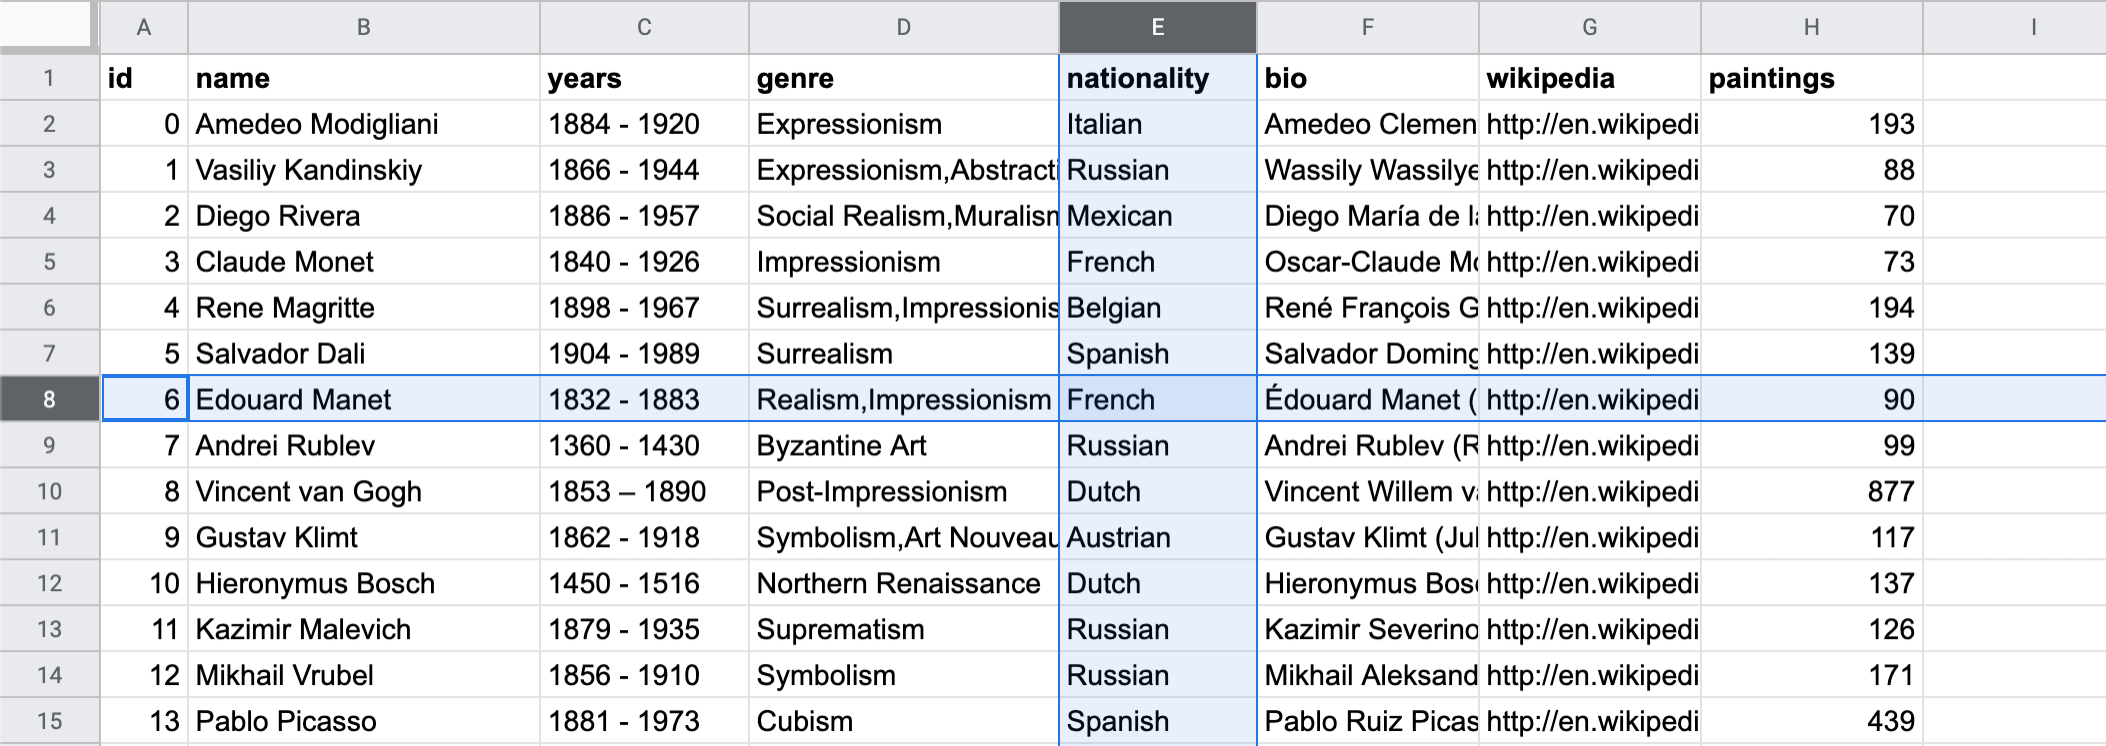 A B C D E F G H I
1 id name years genre nationality bio wikipedia paintings
2 0 Amedeo Modigliani 1884 - 1920 Expressionism Italian Amedeo Clemen http://en.wikipedi 193
3 1 Vasiliy Kandinskiy 1866 - 1944 Expressionism,Abstracti Russian Wassily Wassilye http://en.wikipedi 88
4 2 Diego Rivera 1886 - 1957 Social Realism,Muralism Mexican Diego María de la http://en.wikipedi 70
5 3 Claude Monet 1840 - 1926 Impressionism French Oscar-Claude Mo http://en.wikipedi 73
6 4 Rene Magritte 1898 - 1967 Surrealism,Impressionis Belgian René François G http://en.wikipedi 194
7 5 Salvador Dali 1904 - 1989 Surrealism Spanish Salvador Doming http://en.wikipedi 139
8 6 Edouard Manet 1832 - 1883 Realism,Impressionism French Édouard Manet ( http://en.wikipedi 90
9 7 Andrei Rublev 1360 - 1430 Byzantine Art Russian Andrei Rublev (R http://en.wikipedi 99
10 8 Vincent van Gogh 1853 – 1890 Post-Impressionism Dutch Vincent Willem va http://en.wikipedi 877
11 9 Gustav Klimt 1862 - 1918 Symbolism,Art Nouveau Austrian Gustav Klimt (Jul http://en.wikipedi 117
12 10 Hieronymus Bosch 1450 - 1516 Northern Renaissance Dutch Hieronymus Bosc http://en.wikipedi 137
13 11 Kazimir Malevich 1879 - 1935 Suprematism Russian Kazimir Severino http://en.wikipedi 126
14 12 Mikhail Vrubel 1856 - 1910 Symbolism Russian Mikhail Aleksand http://en.wikipedi 171
15 13 Pablo Picasso 1881 - 1973 Cubism Spanish Pablo Ruiz Picas http://en.wikipedi 439